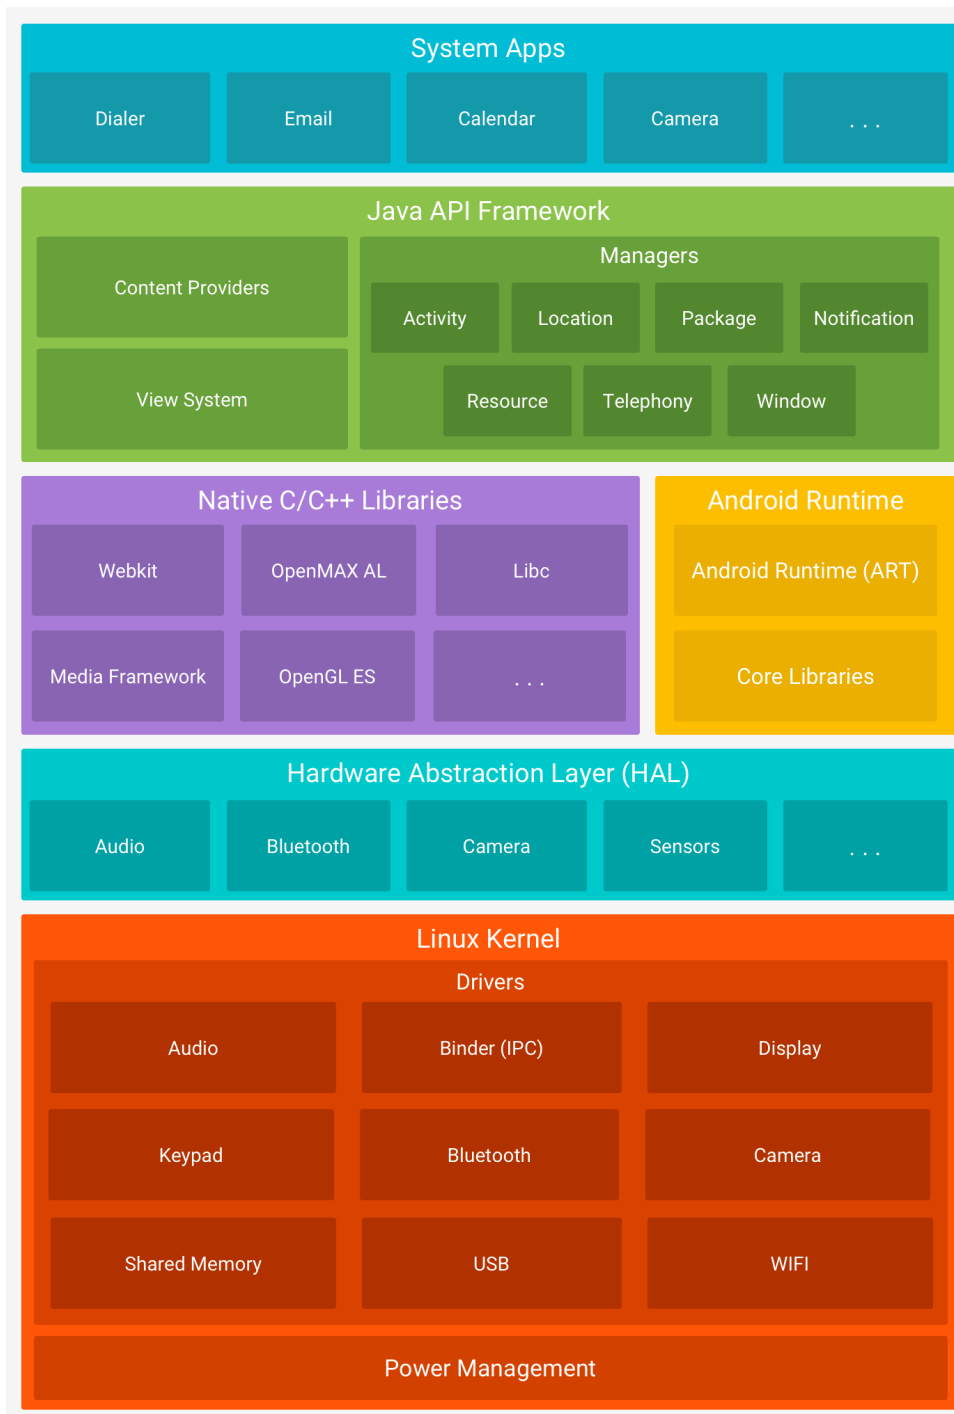 System Apps
Dialer
Email
Calendar
Camera
. . .
Java API Framework
Content Providers
View System
Managers
Activity
Location
Package
Notification
Resource
Telephony
Window
Native C/C++ Libraries
Webkit
OpenMAX AL
Libc
Media Framework
OpenGL ES
. . .
Android Runtime
Android Runtime (ART)
Core Libraries
Hardware Abstraction Layer (HAL)
Audio
Bluetooth
Camera
Sensors
. . .
Linux Kernel
Drivers
Audio
Binder (IPC)
Display
Keypad
Bluetooth
Camera
Shared Memory
USB
WIFI
Power Management